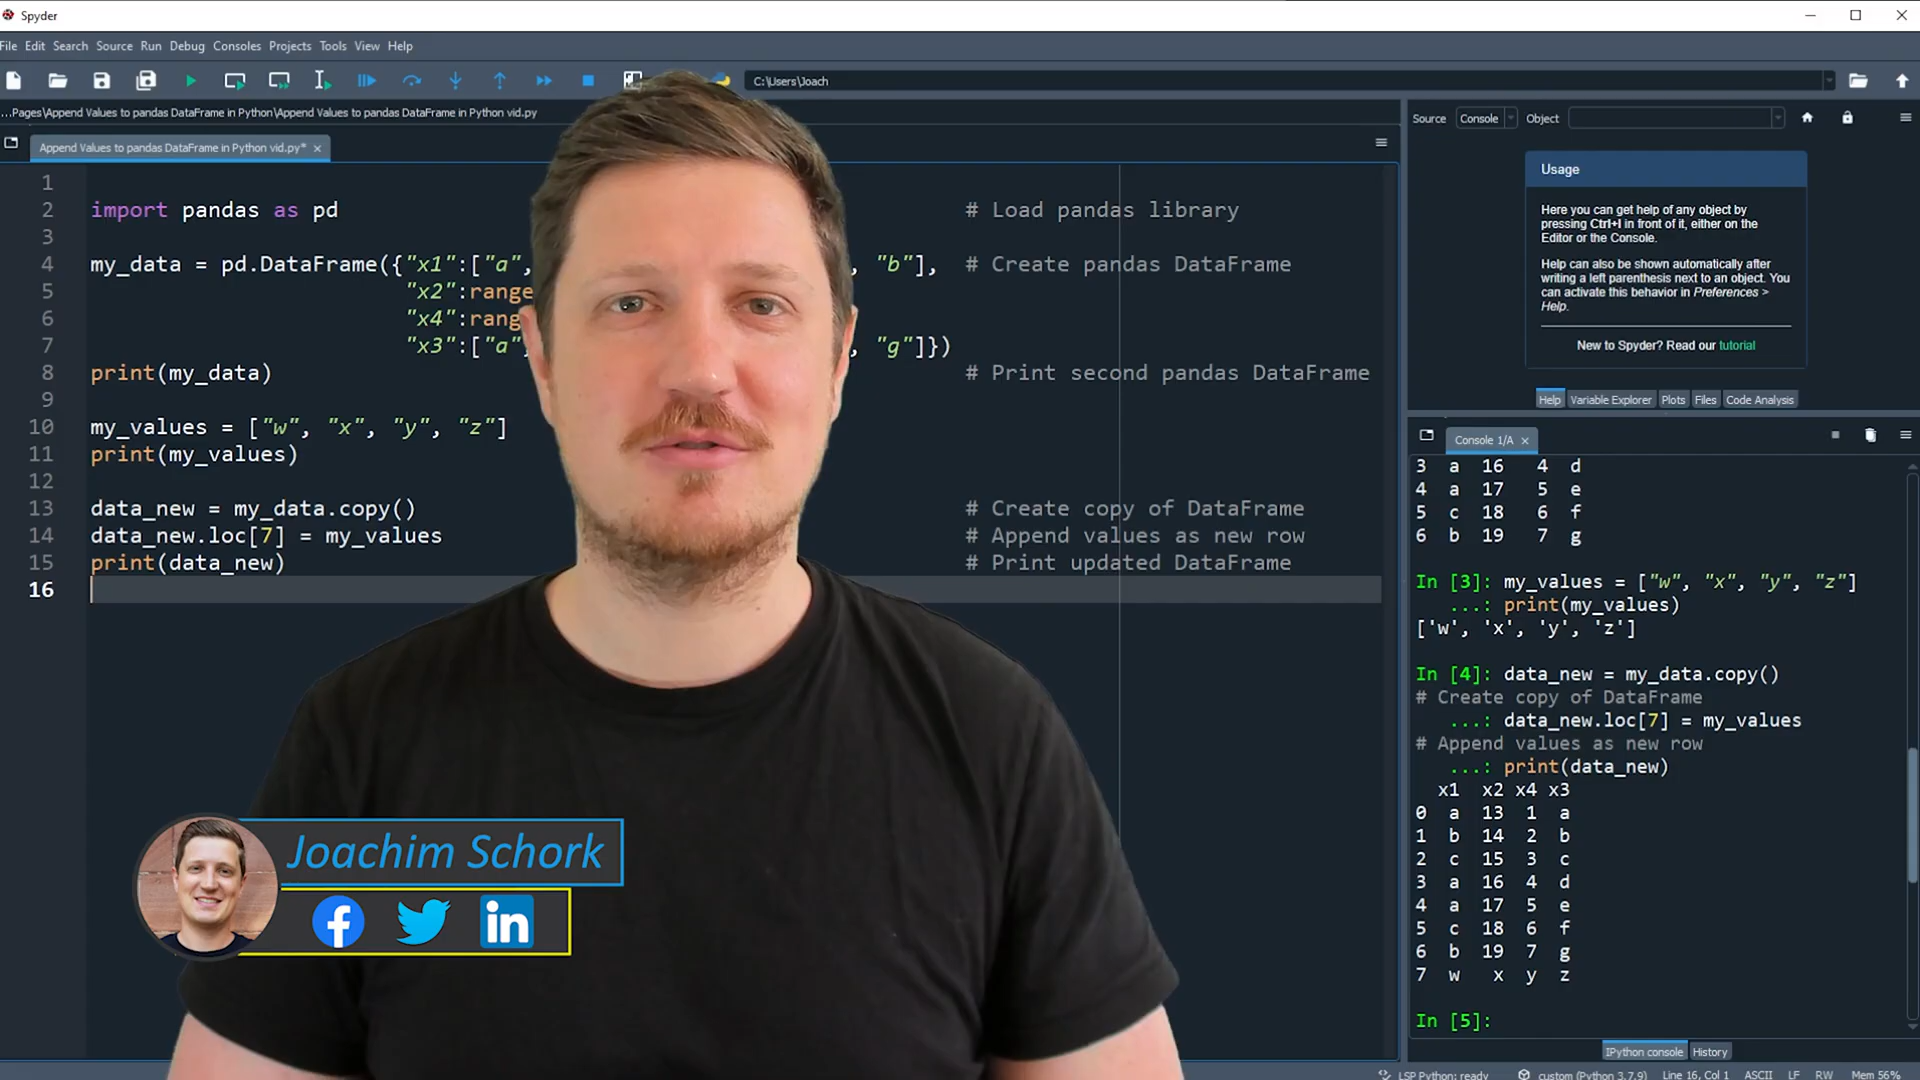 Spyder
File Edit Search Source Run Debug Consoles Projects Tools View Help
C:\Users\Joach
...Pages\Append Values to pandas DataFrame in Python\Append Values to pandas DataFrame in Python vid.py
Append Values to pandas DataFrame in Python vid.py*
1
2 import pandas as pd # Load pandas library
3
4 my_data = pd.DataFrame({"x1":["a", , "b"], # Create pandas DataFrame
5 "x2":range
6 "x4":rang
7 "x3":["a" , "g"]})
8 print(my_data) # Print second pandas DataFrame
9
10 my_values = ["w", "x", "y", "z"]
11 print(my_values)
12
13 data_new = my_data.copy() # Create copy of DataFrame
14 data_new.loc[7] = my_values # Append values as new row
15 print(data_new) # Print updated DataFrame
16
Joachim Schork
f in
Source Console Object
Usage
Here you can get help of any object by
pressing Ctrl+I in front of it, either on the
Editor or the Console.
Help can also be shown automatically after
writing a left parenthesis next to an object. You
can activate this behavior in Preferences >
Help.
New to Spyder? Read our tutorial
Help Variable Explorer Plots Files Code Analysis
Console 1/A
3 a 16 4 d
4 a 17 5 e
5 c 18 6 f
6 b 19 7 g
In [3]: my_values = ["w", "x", "y", "z"]
...: print(my_values)
['w', 'x', 'y', 'z']
In [4]: data_new = my_data.copy()
# Create copy of DataFrame
...: data_new.loc[7] = my_values
# Append values as new row
...: print(data_new)
x1 x2 x4 x3
0 a 13 1 a
1 b 14 2 b
2 c 15 3 c
3 a 16 4 d
4 a 17 5 e
5 c 18 6 f
6 b 19 7 g
7 w x y z
In [5]:
IPython console History
LSP Python: ready custom (Python 3.7.9) Line 16, Col 1 ASCII LF RW Mem 56%